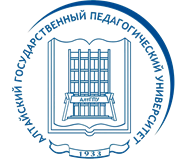 АЛТАЙСКИЙ ГОСУДАРСТВЕННЫЙ ПЕДАГОГИЧЕСКИЙ УНИВЕРСИТЕТ
АлтГПУ
1933